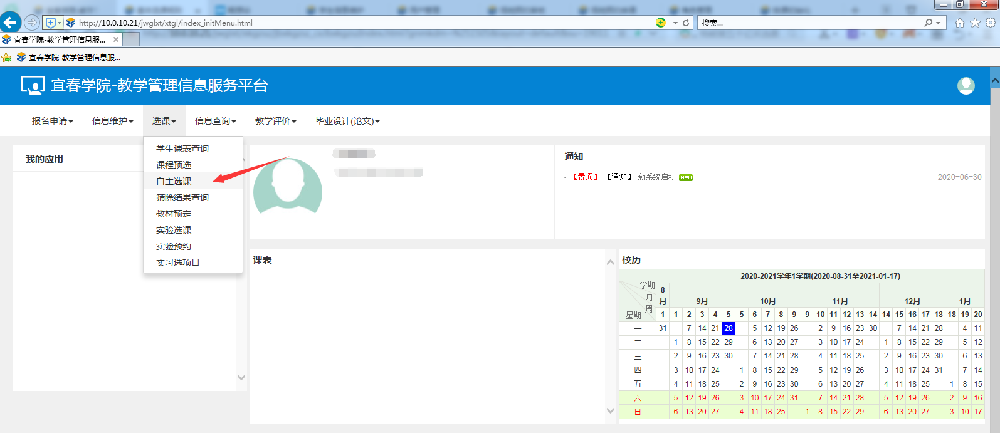 http://10.0.10.21/jwglxt/xtgl/index_initMenu.html
搜索...
宜春学院-教学管理信息服...
宜春学院-教学管理信息服...
宜春学院-教学管理信息服务平台
报名申请 信息维护 选课 信息查询 教学评价 毕业设计(论文)
学生课表查询
课程预选
自主选课
筛除结果查询
教材预定
实验选课
实验预约
实习选项目
我的应用
通知
【置顶】 【通知】 新系统启动 NEW 2020-06-30
课表
校历
2020-2021学年1学期(2020-08-31至2021-01-17)
学期 月 周 星期
8月 9月 10月 11月 12月 1月
1 1 2 3 4 5 5 6 7 8 9 9 10 11 12 13 14 14 15 16 17 18 18 19 20
一 31 7 14 21 28 5 12 19 26 2 9 16 23 30 7 14 21 28 4 11
二 1 8 15 22 29 6 13 20 27 3 10 17 24 1 8 15 22 29 5 12
三 2 9 16 23 30 7 14 21 28 4 11 18 25 2 9 16 23 30 6 13
四 3 10 17 24 1 8 15 22 29 5 12 19 26 3 10 17 24 31 7 14
五 4 11 18 25 2 9 16 23 30 6 13 20 27 4 11 18 25 1 8 15
六 5 12 19 26 3 10 17 24 31 7 14 21 28 5 12 19 26 2 9 16
日 6 13 20 27 4 11 18 25 1 8 15 22 29 6 13 20 27 3 10 17